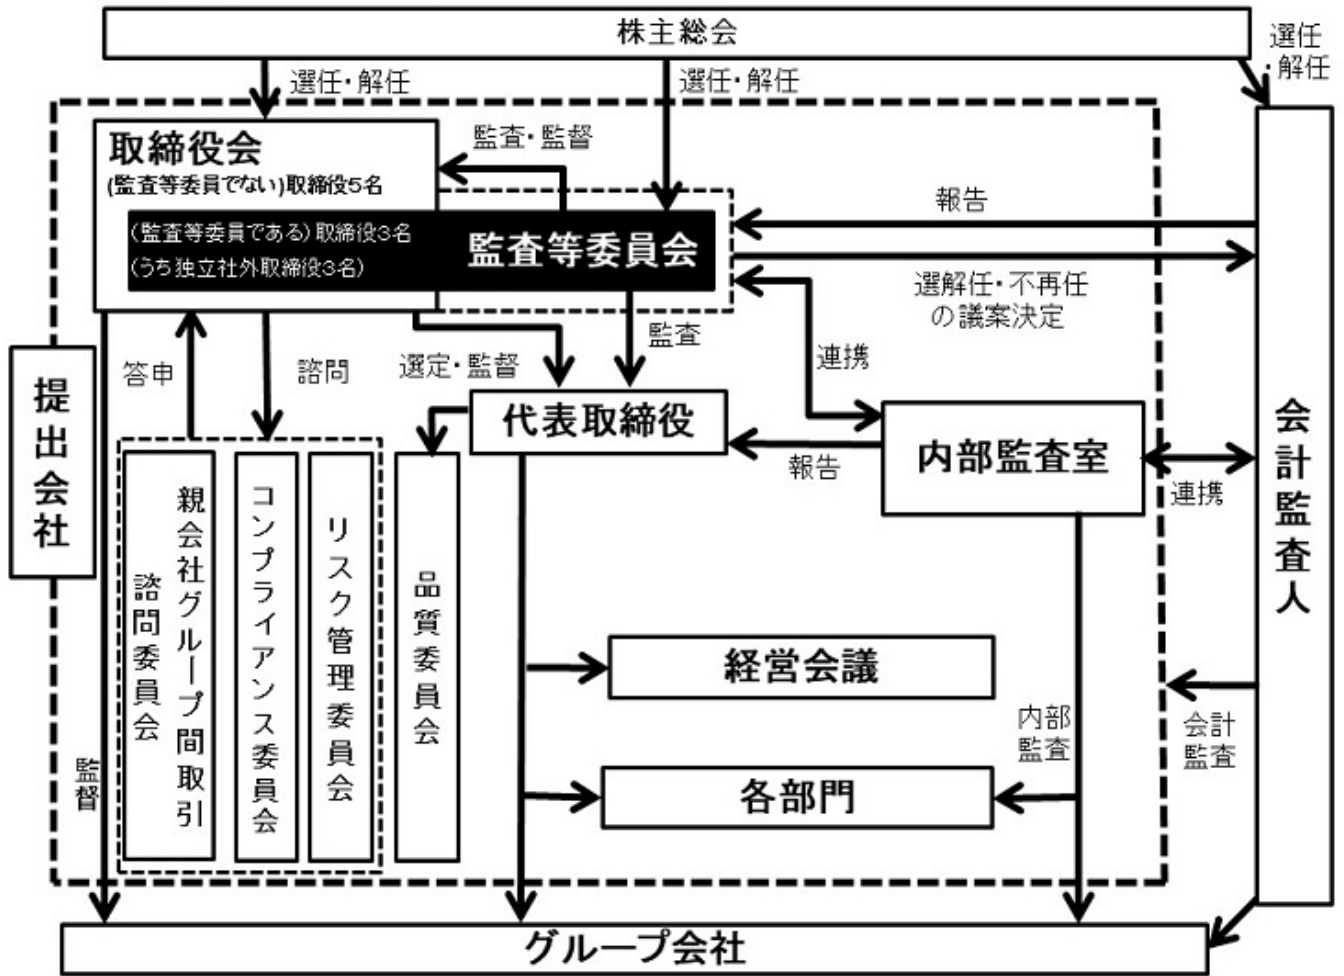 株主総会
選任・解任
選任・解任
選任
・解任
取締役会
(監査等委員でない)取締役5名
監査・監督
(監査等委員である)取締役3名
(うち独立社外取締役3名)
監査等委員会
報告
選解任・不再任
の議案決定
答申
諮問
選定・監督
監査
連携
提出会社
代表取締役
報告
内部監査室
連携
会計監査人
親会社グループ間取引
諮問委員会
コンプライアンス委員会
リスク管理委員会
品質委員会
経営会議
内部
監査
会計
監査
監督
各部門
グループ会社